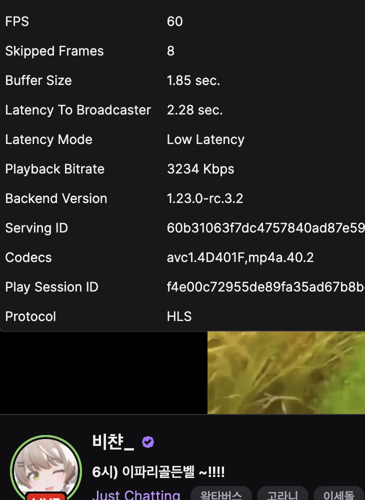 FPS 60
Skipped Frames 8
Buffer Size 1.85 sec.
Latency To Broadcaster 2.28 sec.
Latency Mode Low Latency
Playback Bitrate 3234 Kbps
Backend Version 1.23.0-rc.3.2
Serving ID 60b31063f7dc4757840ad87e59
Codecs avc1.4D401F,mp4a.40.2
Play Session ID f4e00c72955de89fa35ad67b8b
Protocol HLS
비챤_
6시) 이파리골든벨 ~!!!!
Just Chatting 왁타버스 고라니 이세돌